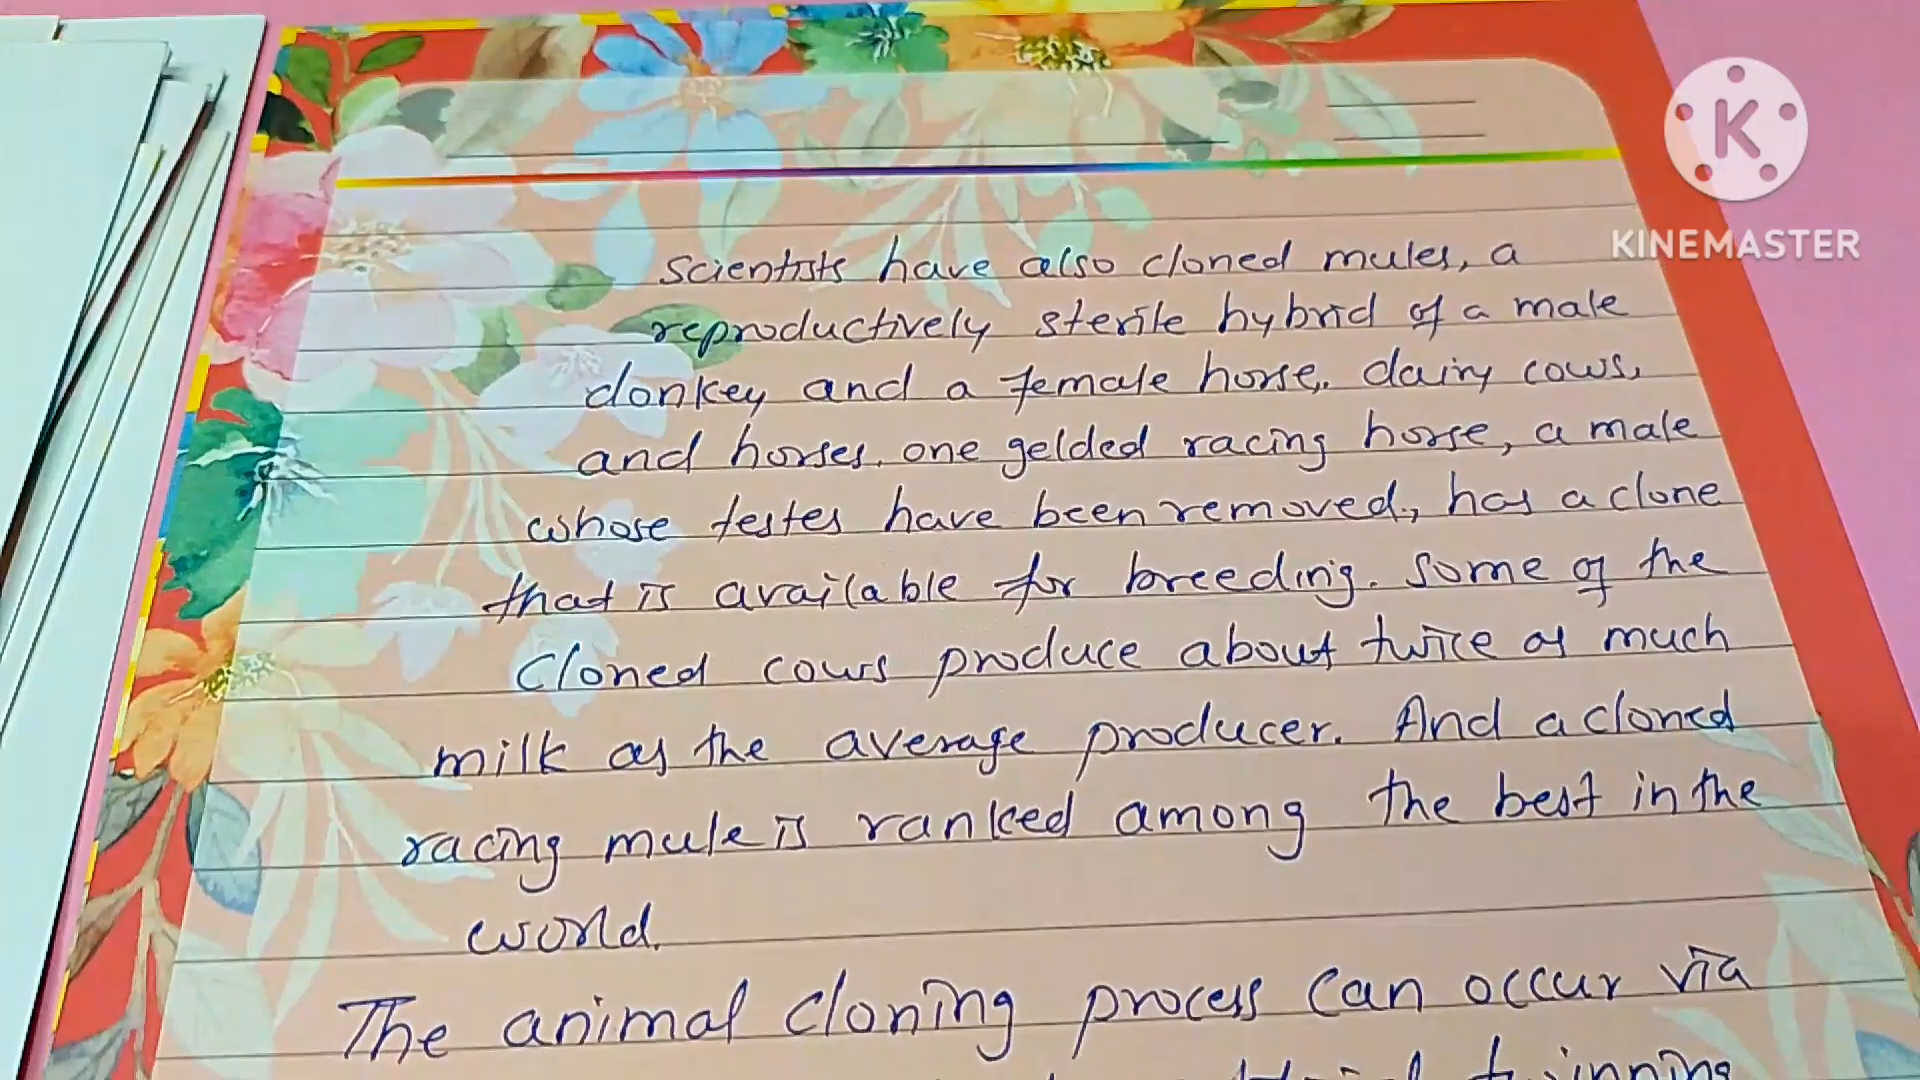 Scientists have also cloned mules, a
reproductively sterile hybrid of a male
donkey and a female horse, dairy cows,
and horses. one gelded racing horse, a male
whose testes have been removed, has a clone
that is available for breeding. Some of the
Cloned cows produce about twice as much
milk as the average producer. And a cloned
racing mule is ranked among the best in the
world.
The animal cloning process can occur via
twinning
K
KINEMASTER